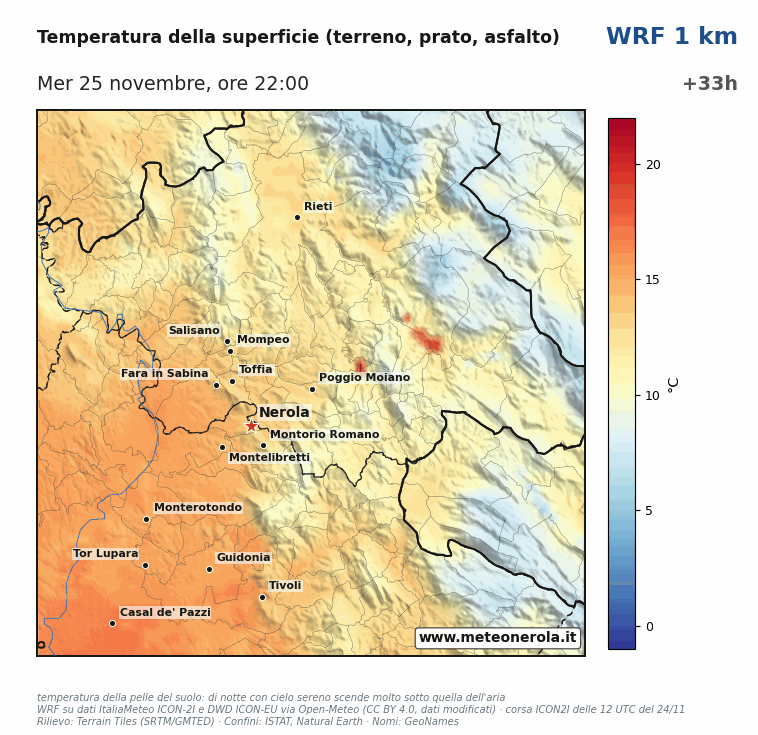 Temperatura della superficie (terreno, prato, asfalto)
WRF 1 km
Mer 25 novembre, ore 22:00
+33h
Rieti
Salisano
Mompeo
Fara in Sabina
Toffia
Poggio Moiano
Nerola
Montorio Romano
Montelibretti
Monterotondo
Tor Lupara
Guidonia
Tivoli
Casal de' Pazzi
www.meteonerola.it
20
15
10
5
0
°C
temperatura della pelle del suolo: di notte con cielo sereno scende molto sotto quella dell'aria
WRF su dati ItaliaMeteo ICON-2I e DWD ICON-EU via Open-Meteo (CC BY 4.0, dati modificati) · corsa ICON2I delle 12 UTC del 24/11
Rilievo: Terrain Tiles (SRTM/GMTED) · Confini: ISTAT, Natural Earth · Nomi: GeoNames